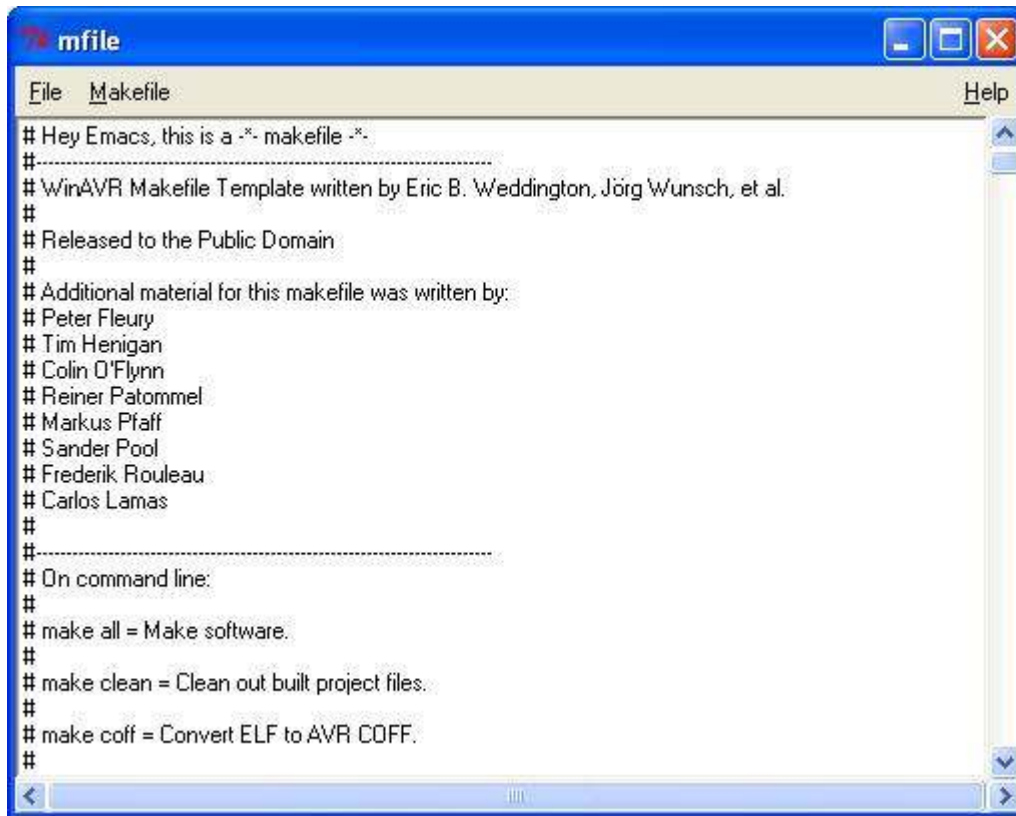 mfile
File Makefile Help
# Hey Emacs, this is a -*- makefile -*-
#----------------------------------------------------------------------------
# WinAVR Makefile Template written by Eric B. Weddington, Jörg Wunsch, et al.
#
# Released to the Public Domain
#
# Additional material for this makefile was written by:
# Peter Fleury
# Tim Henigan
# Colin O'Flynn
# Reiner Patommel
# Markus Pfaff
# Sander Pool
# Frederik Rouleau
# Carlos Lamas
#
#----------------------------------------------------------------------------
# On command line:
#
# make all = Make software.
#
# make clean = Clean out built project files.
#
# make coff = Convert ELF to AVR COFF.
#